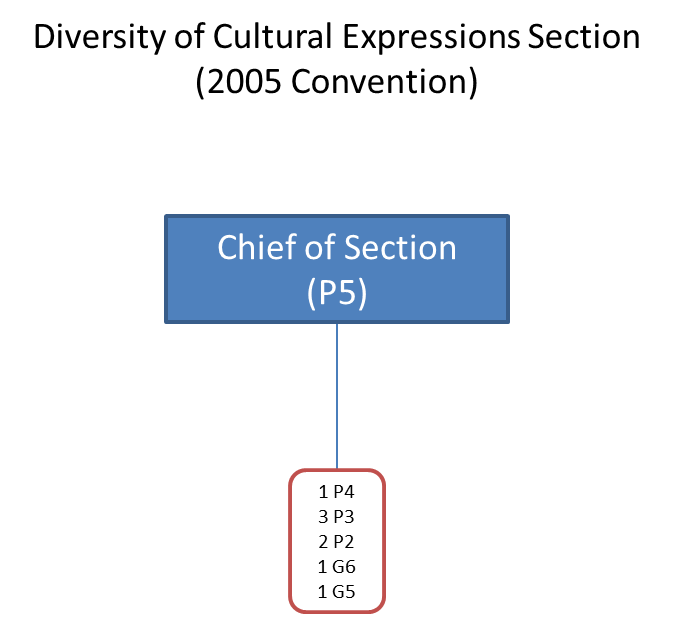 Diversity of Cultural Expressions Section
(2005 Convention)
Chief of Section
(P5)
1 P4
3 P3
2 P2
1 G6
1 G5